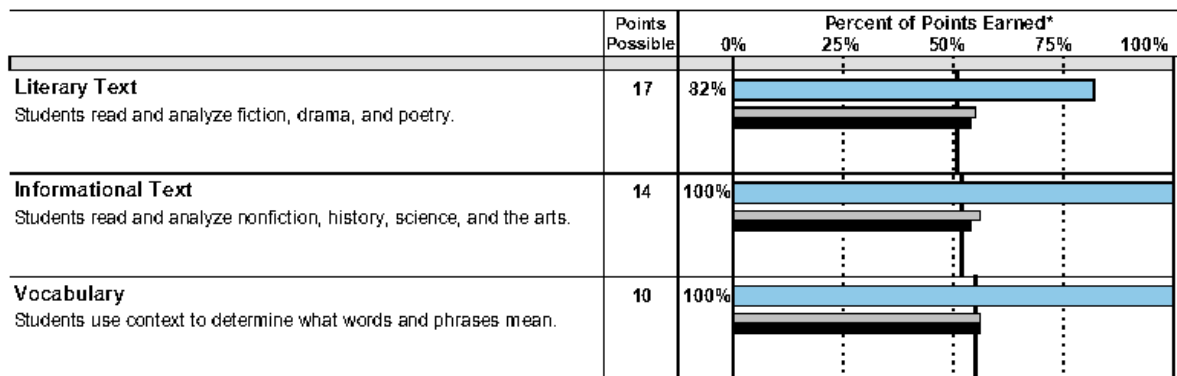 Points Possible
Percent of Points Earned*
0% 25% 50% 75% 100%
Literary Text 17 82%
Students read and analyze fiction, drama, and poetry.
Informational Text 14 100%
Students read and analyze nonfiction, history, science, and the arts.
Vocabulary 10 100%
Students use context to determine what words and phrases mean.